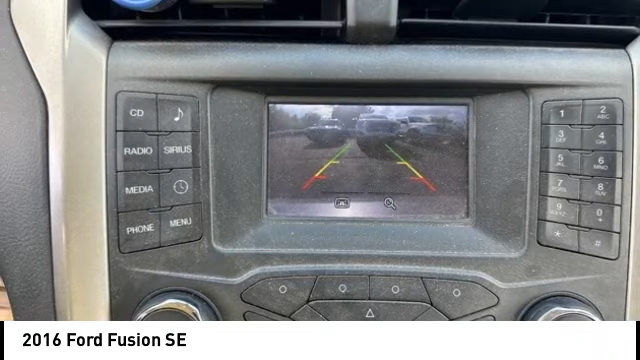 CD
RADIO SIRIUS
MEDIA
PHONE MENU
1 2 ABC
3 DEF 4 GHI
5 JKL 6 MNO
7 PQRS 8 TUV
9 WXYZ 0 +
* #
2016 Ford Fusion SE